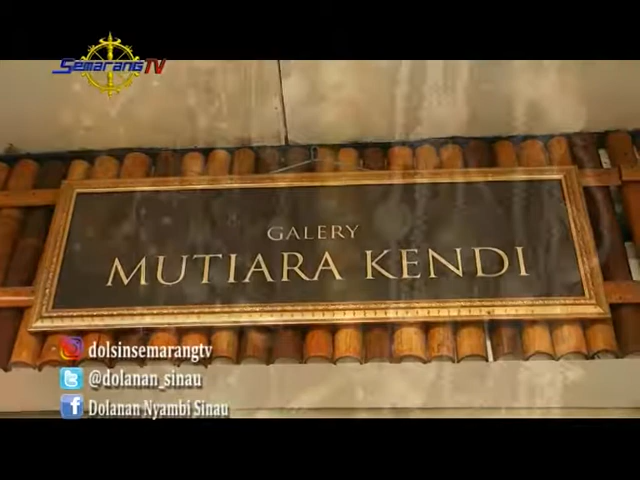 SemarangTV
GALERY
MUTIARA KENDI
dolsinsemarangtv
@dolanan_sinau
Dolanan Nyambi Sinau